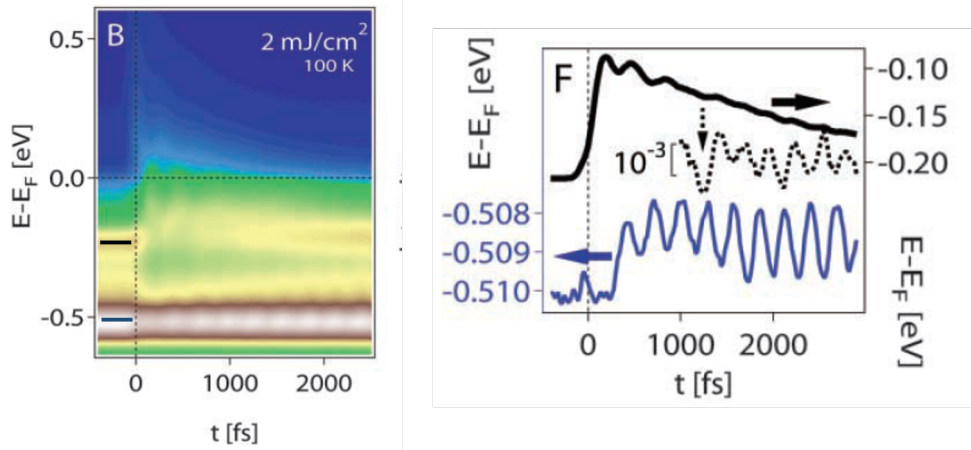 B
2 mJ/cm²
100 K
0.5
0.0
-0.5
E-E_F [eV]
0
1000
2000
t [fs]
F
E-E_F [eV]
-0.10
-0.15
-0.20
10⁻³[
-0.508
-0.509
-0.510
E-E_F [eV]
0
1000
2000
t [fs]